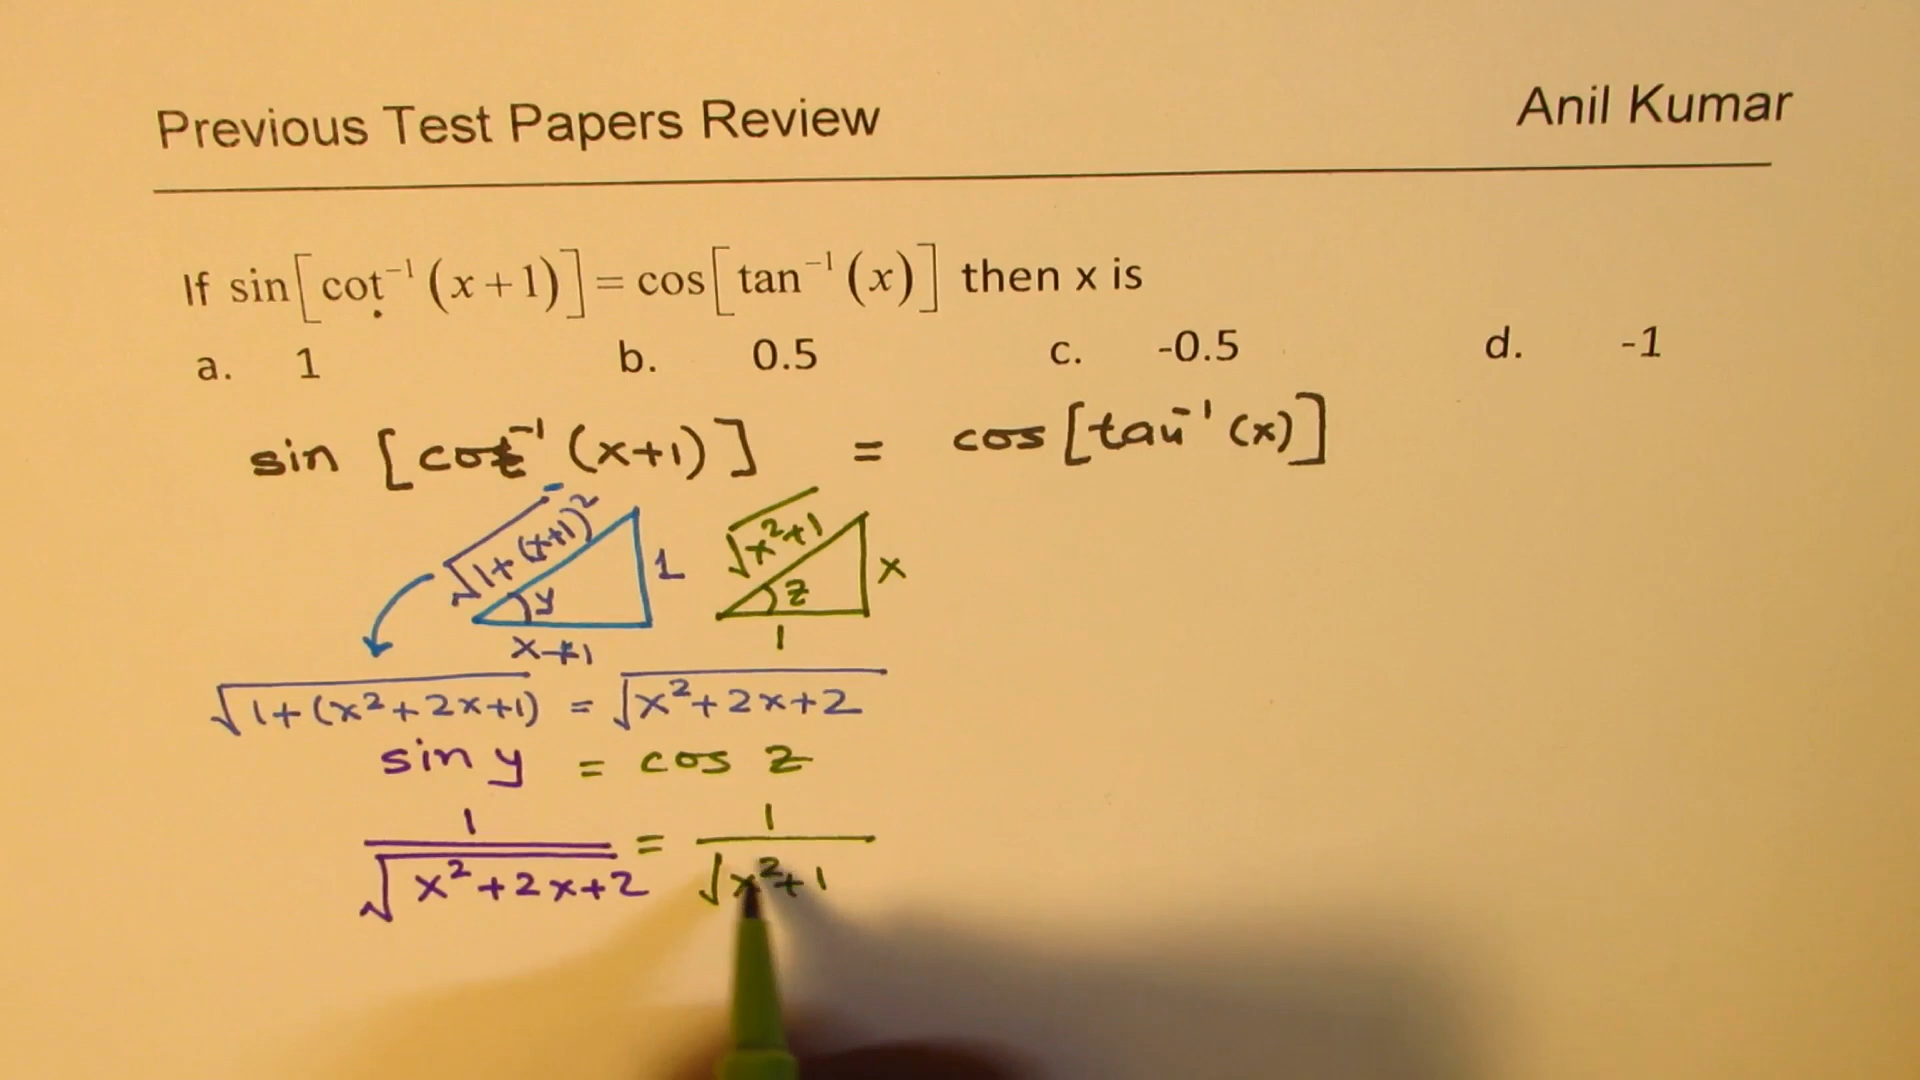 Previous Test Papers Review Anil Kumar
If sin[cot⁻¹(x+1)] = cos[tan⁻¹(x)] then x is
a. 1 b. 0.5 c. -0.5 d. -1
sin [cot⁻¹(x+1)] = cos[tan⁻¹(x)]
√1+(x+1)² 1 y x+1
√x²+1 x z 1
√1+(x²+2x+1) = √x²+2x+2
sin y = cos z
1/√x²+2x+2 = 1/√x²+1